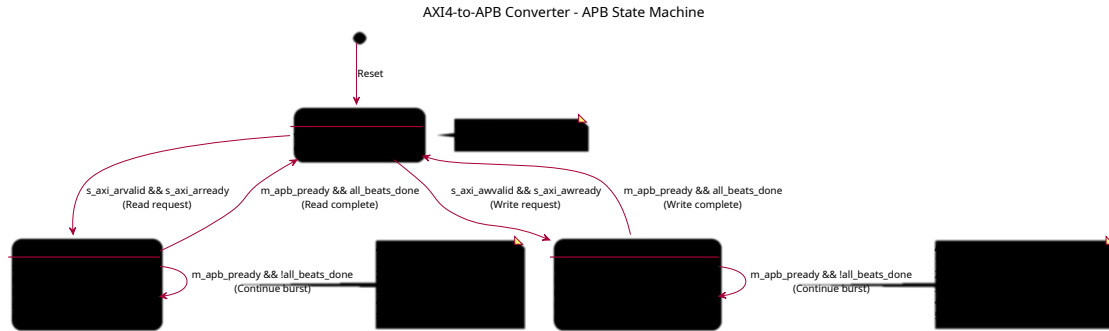 AXI4-to-APB Converter - APB State Machine
Reset
s_axi_arvalid && s_axi_arready
(Read request)
m_apb_pready && all_beats_done
(Read complete)
s_axi_awvalid && s_axi_awready
(Write request)
m_apb_pready && all_beats_done
(Write complete)
m_apb_pready && !all_beats_done
(Continue burst)
m_apb_pready && !all_beats_done
(Continue burst)